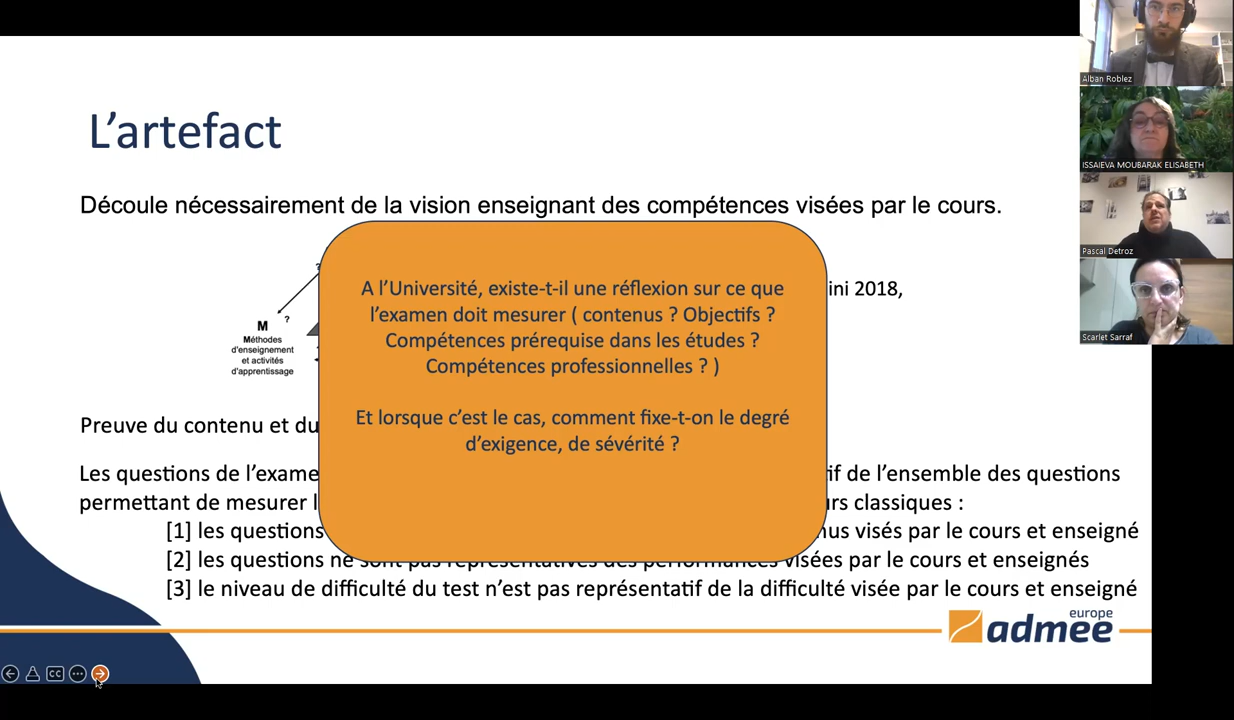 L'artefact
Découle nécessairement de la vision enseignant des compétences visées par le cours.
?
A l'Université, existe-t-il une réflexion sur ce que
l'examen doit mesurer ( contenus ? Objectifs ?
Compétences prérequise dans les études ?
Compétences professionnelles ? )
Et lorsque c'est le cas, comment fixe-t-on le degré
d'exigence, de sévérité ?
ini 2018,
M ?
Méthodes
d'enseignement
et activités
d'apprentissage
Preuve du contenu et du
Les questions de l'exame
if de l'ensemble des questions
permettant de mesurer l
urs classiques :
[1] les questions
nus visés par le cours et enseigné
[2] les questions ne sont pas représentatives des performances visées par le cours et enseignés
[3] le niveau de difficulté du test n'est pas représentatif de la difficulté visée par le cours et enseigné
europe
admee
CC
Alban Roblez
ISSAIEVA MOUBARAK ELISABETH
Pascal Detroz
Scarlet Sarraf